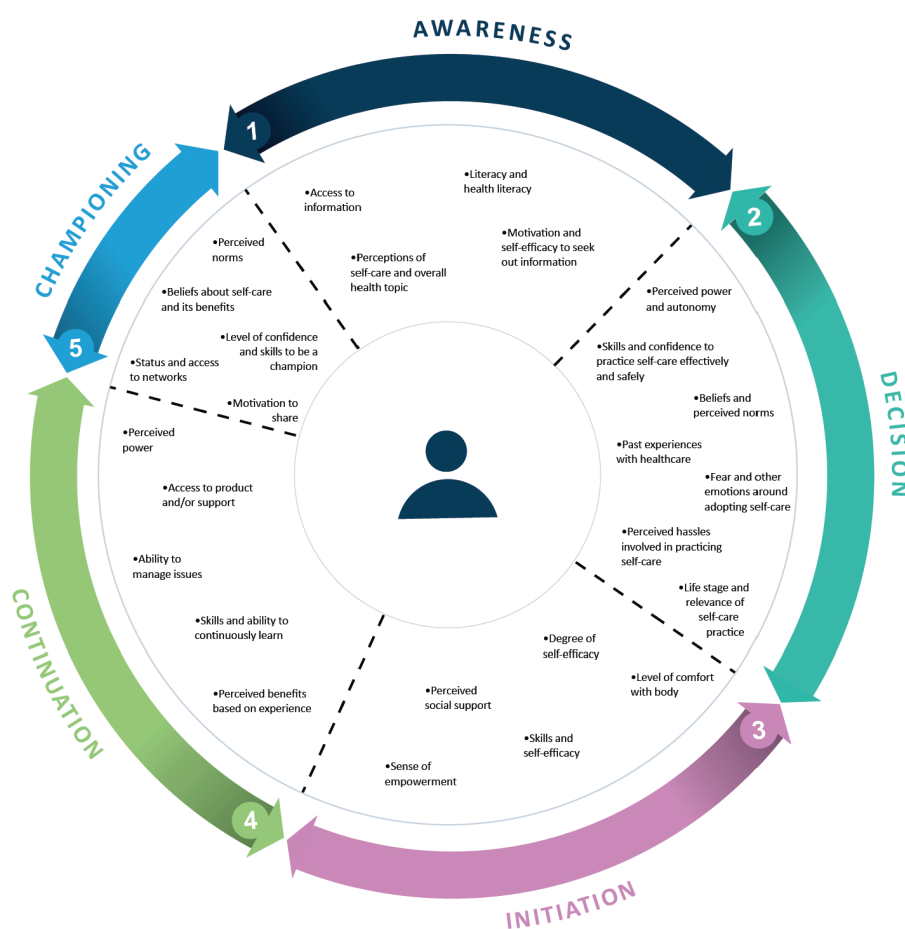 AWARENESS
1
•Access to
information
•Literacy and
health literacy
•Perceptions of
self-care and overall
health topic
•Motivation and
self-efficacy to seek
out information
2
DECISION
•Perceived power
and autonomy
•Skills and confidence to
practice self-care effectively
and safely
•Beliefs and
perceived norms
•Past experiences
with healthcare
•Fear and other
emotions around
adopting self-care
•Perceived hassles
involved in practicing
self-care
•Life stage and
relevance of
self-care
practice
3
INITIATION
•Degree of
self-efficacy
•Level of comfort
with body
•Perceived
social support
•Skills and
self-efficacy
•Sense of
empowerment
4
CONTINUATION
•Perceived
power
•Access to product
and/or support
•Ability to
manage issues
•Skills and ability to
continuously learn
•Perceived benefits
based on experience
5
CHAMPIONING
•Perceived
norms
•Beliefs about self-care
and its benefits
•Level of confidence
and skills to be a
champion
•Status and access
to networks
•Motivation to
share